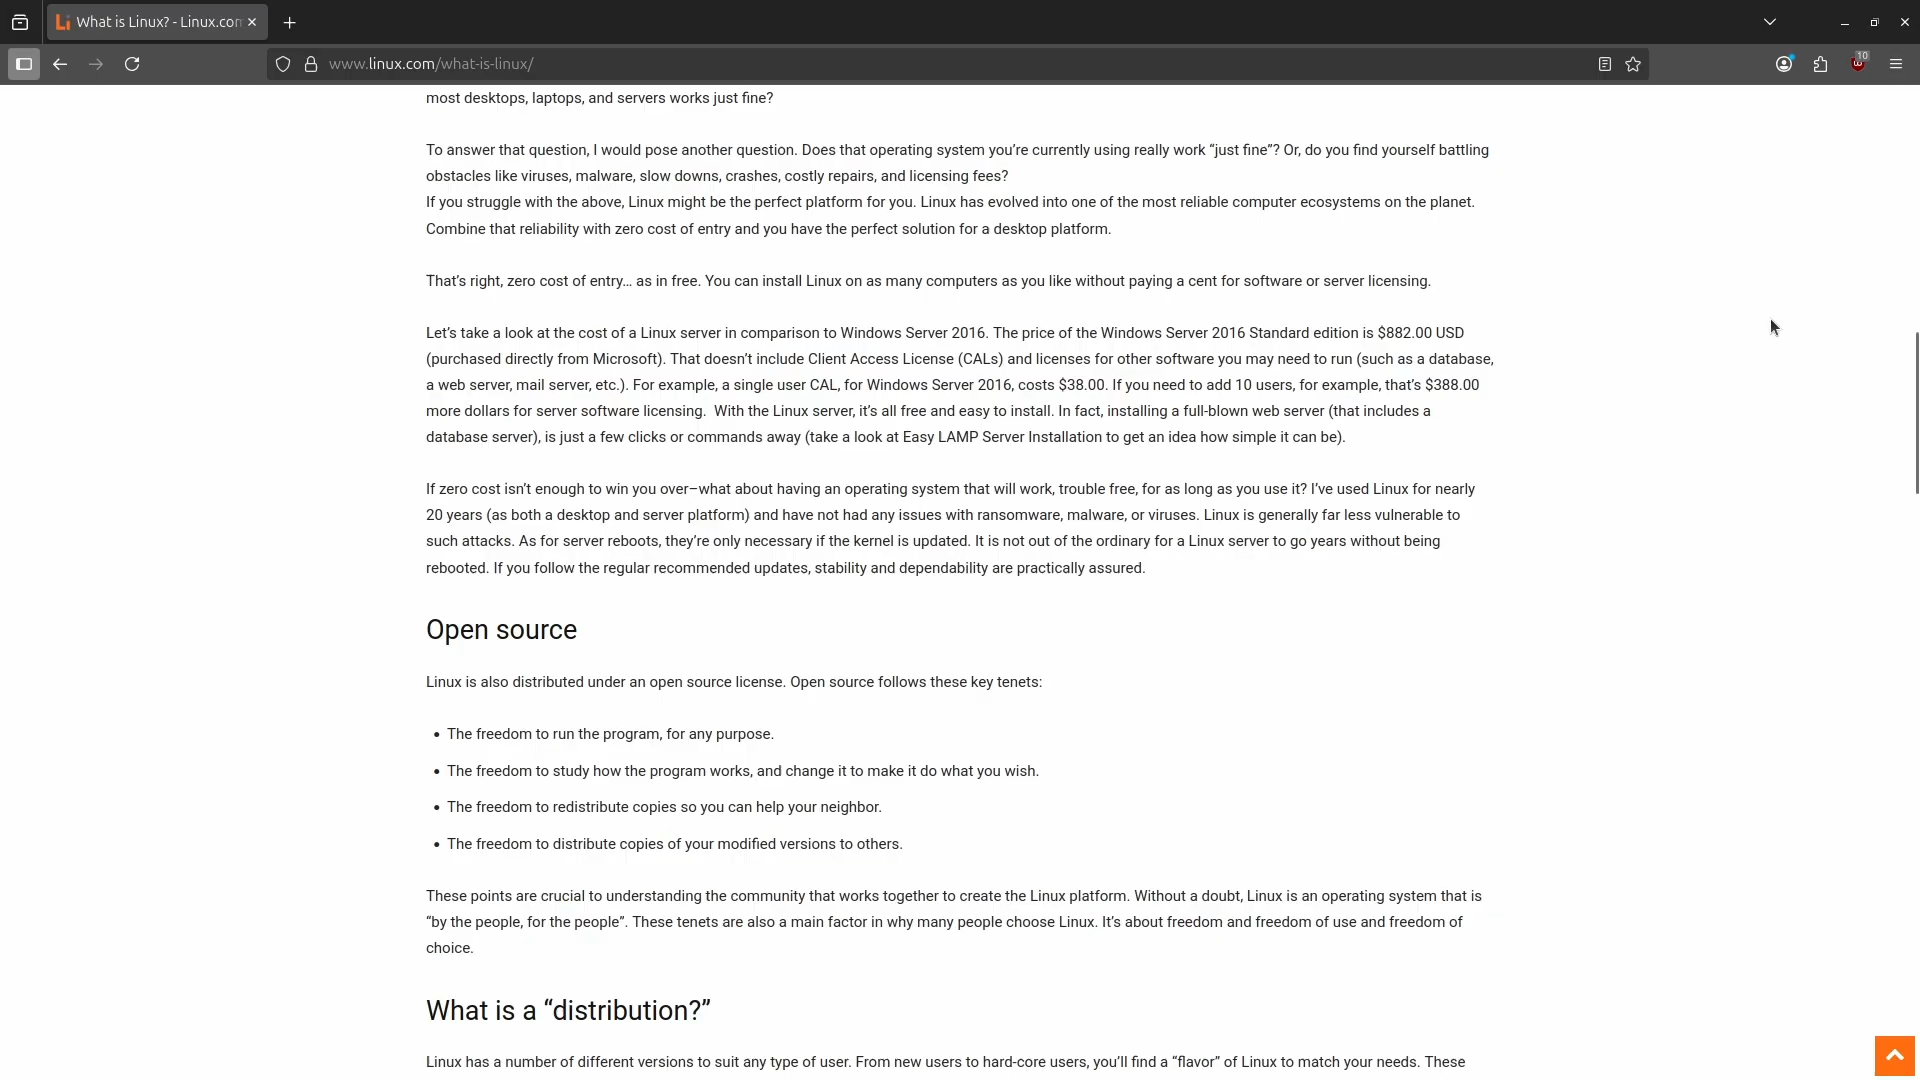 What is Linux? - Linux.com
www.linux.com/what-is-linux/
10
most desktops, laptops, and servers works just fine?
To answer that question, I would pose another question. Does that operating system you’re currently using really work “just fine”? Or, do you find yourself battling
obstacles like viruses, malware, slow downs, crashes, costly repairs, and licensing fees?
If you struggle with the above, Linux might be the perfect platform for you. Linux has evolved into one of the most reliable computer ecosystems on the planet.
Combine that reliability with zero cost of entry and you have the perfect solution for a desktop platform.
That’s right, zero cost of entry… as in free. You can install Linux on as many computers as you like without paying a cent for software or server licensing.
Let’s take a look at the cost of a Linux server in comparison to Windows Server 2016. The price of the Windows Server 2016 Standard edition is $882.00 USD
(purchased directly from Microsoft). That doesn’t include Client Access License (CALs) and licenses for other software you may need to run (such as a database,
a web server, mail server, etc.). For example, a single user CAL, for Windows Server 2016, costs $38.00. If you need to add 10 users, for example, that’s $388.00
more dollars for server software licensing.  With the Linux server, it’s all free and easy to install. In fact, installing a full-blown web server (that includes a
database server), is just a few clicks or commands away (take a look at Easy LAMP Server Installation to get an idea how simple it can be).
If zero cost isn’t enough to win you over–what about having an operating system that will work, trouble free, for as long as you use it? I’ve used Linux for nearly
20 years (as both a desktop and server platform) and have not had any issues with ransomware, malware, or viruses. Linux is generally far less vulnerable to
such attacks. As for server reboots, they’re only necessary if the kernel is updated. It is not out of the ordinary for a Linux server to go years without being
rebooted. If you follow the regular recommended updates, stability and dependability are practically assured.
Open source
Linux is also distributed under an open source license. Open source follows these key tenets:
• The freedom to run the program, for any purpose.
• The freedom to study how the program works, and change it to make it do what you wish.
• The freedom to redistribute copies so you can help your neighbor.
• The freedom to distribute copies of your modified versions to others.
These points are crucial to understanding the community that works together to create the Linux platform. Without a doubt, Linux is an operating system that is
“by the people, for the people”. These tenets are also a main factor in why many people choose Linux. It’s about freedom and freedom of use and freedom of
choice.
What is a “distribution?”
Linux has a number of different versions to suit any type of user. From new users to hard-core users, you’ll find a “flavor” of Linux to match your needs. These